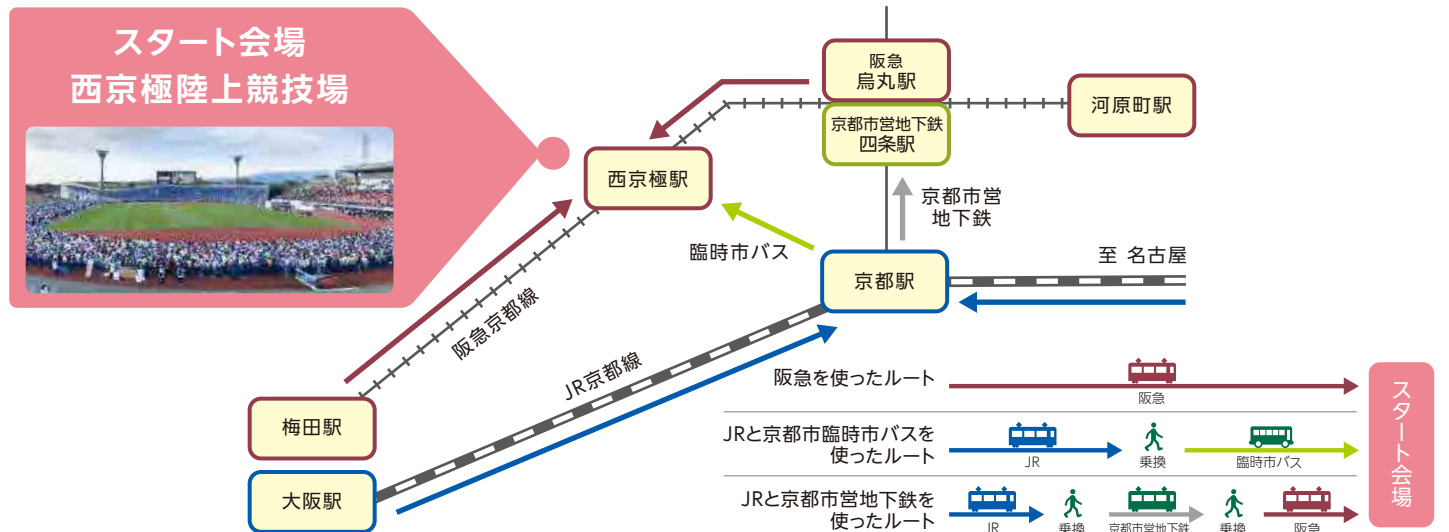 スタート会場
西京極陸上競技場
阪急
烏丸駅
京都市営地下鉄
四条駅
河原町駅
西京極駅
京都市営
地下鉄
臨時市バス
京都駅
至 名古屋
阪急京都線
JR京都線
梅田駅
大阪駅
阪急を使ったルート
阪急
JRと京都市臨時市バスを
使ったルート
JR
乗換
臨時市バス
JRと京都市営地下鉄を
使ったルート
JR
乗換
京都市営地下鉄
乗換
阪急
スタート会場